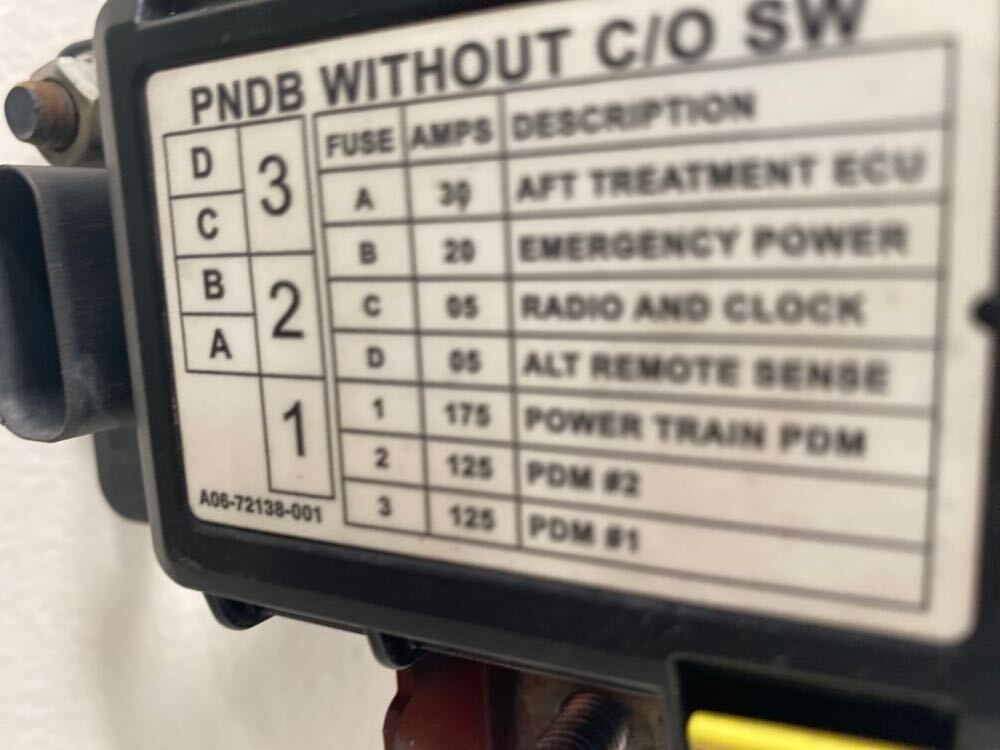 PNDB WITHOUT C/O SW
D
C
B
A
3
2
1
A06-72138-001
FUSE AMPS DESCRIPTION
A 30 AFT TREATMENT ECU
B 20 EMERGENCY POWER
C 05 RADIO AND CLOCK
D 05 ALT REMOTE SENSE
1 175 POWER TRAIN PDM
2 125 PDM #2
3 125 PDM #1